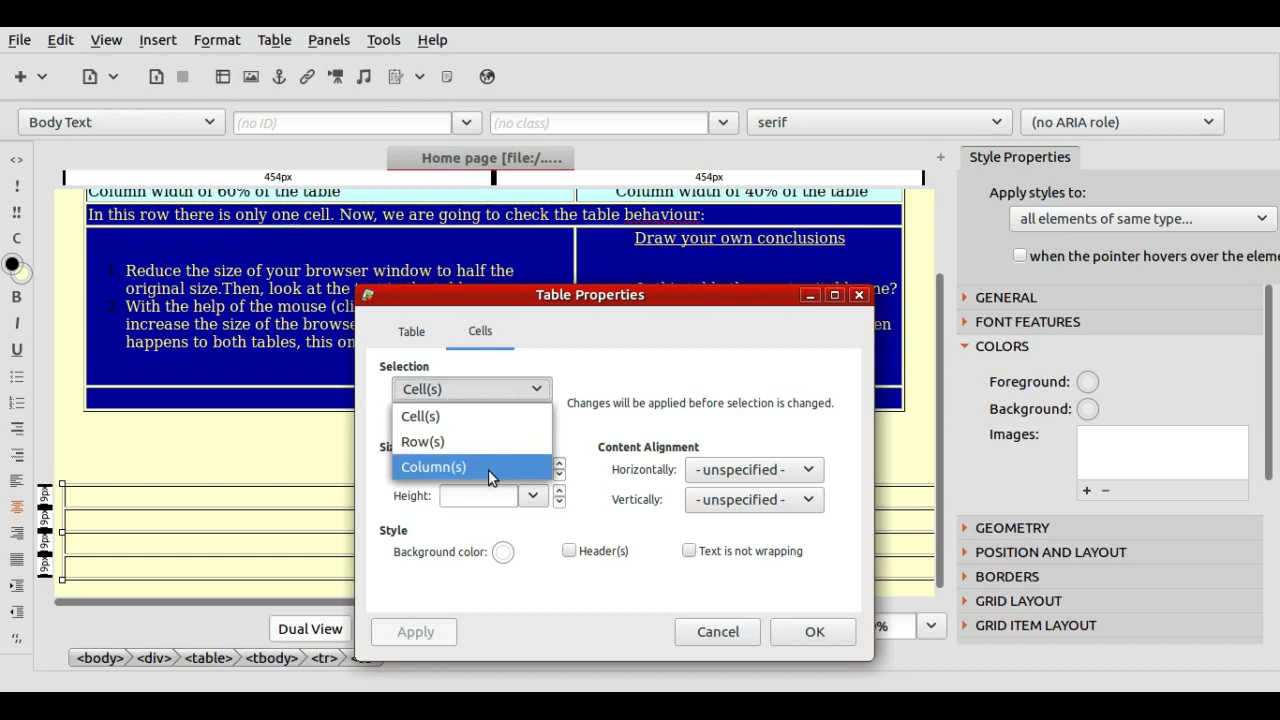 File Edit View Insert Format Table Panels Tools Help
Body Text (no ID) (no class) serif (no ARIA role)
Home page [file:/.....
Style Properties
454px 454px
Apply styles to:
all elements of same type...
when the pointer hovers over the eleme
Column width of 60% of the table Column width of 40% of the table
In this row there is only one cell. Now, we are going to check the table behaviour:
Draw your own conclusions
1. Reduce the size of your browser window to half the
original size.Then, look at the
2. With the help of the mouse (cli
increase the size of the browse
happens to both tables, this on
Table Properties
Table Cells
Selection
Cell(s)
Changes will be applied before selection is changed.
Cell(s)
Row(s)
Column(s)
Content Alignment
Horizontally: - unspecified -
Height:
Vertically: - unspecified -
Style
Background color: Header(s) Text is not wrapping
Apply Cancel OK
GENERAL
FONT FEATURES
COLORS
Foreground:
Background:
Images:
GEOMETRY
POSITION AND LAYOUT
BORDERS
GRID LAYOUT
GRID ITEM LAYOUT
Dual View
<body> <div> <table> <tbody> <tr>